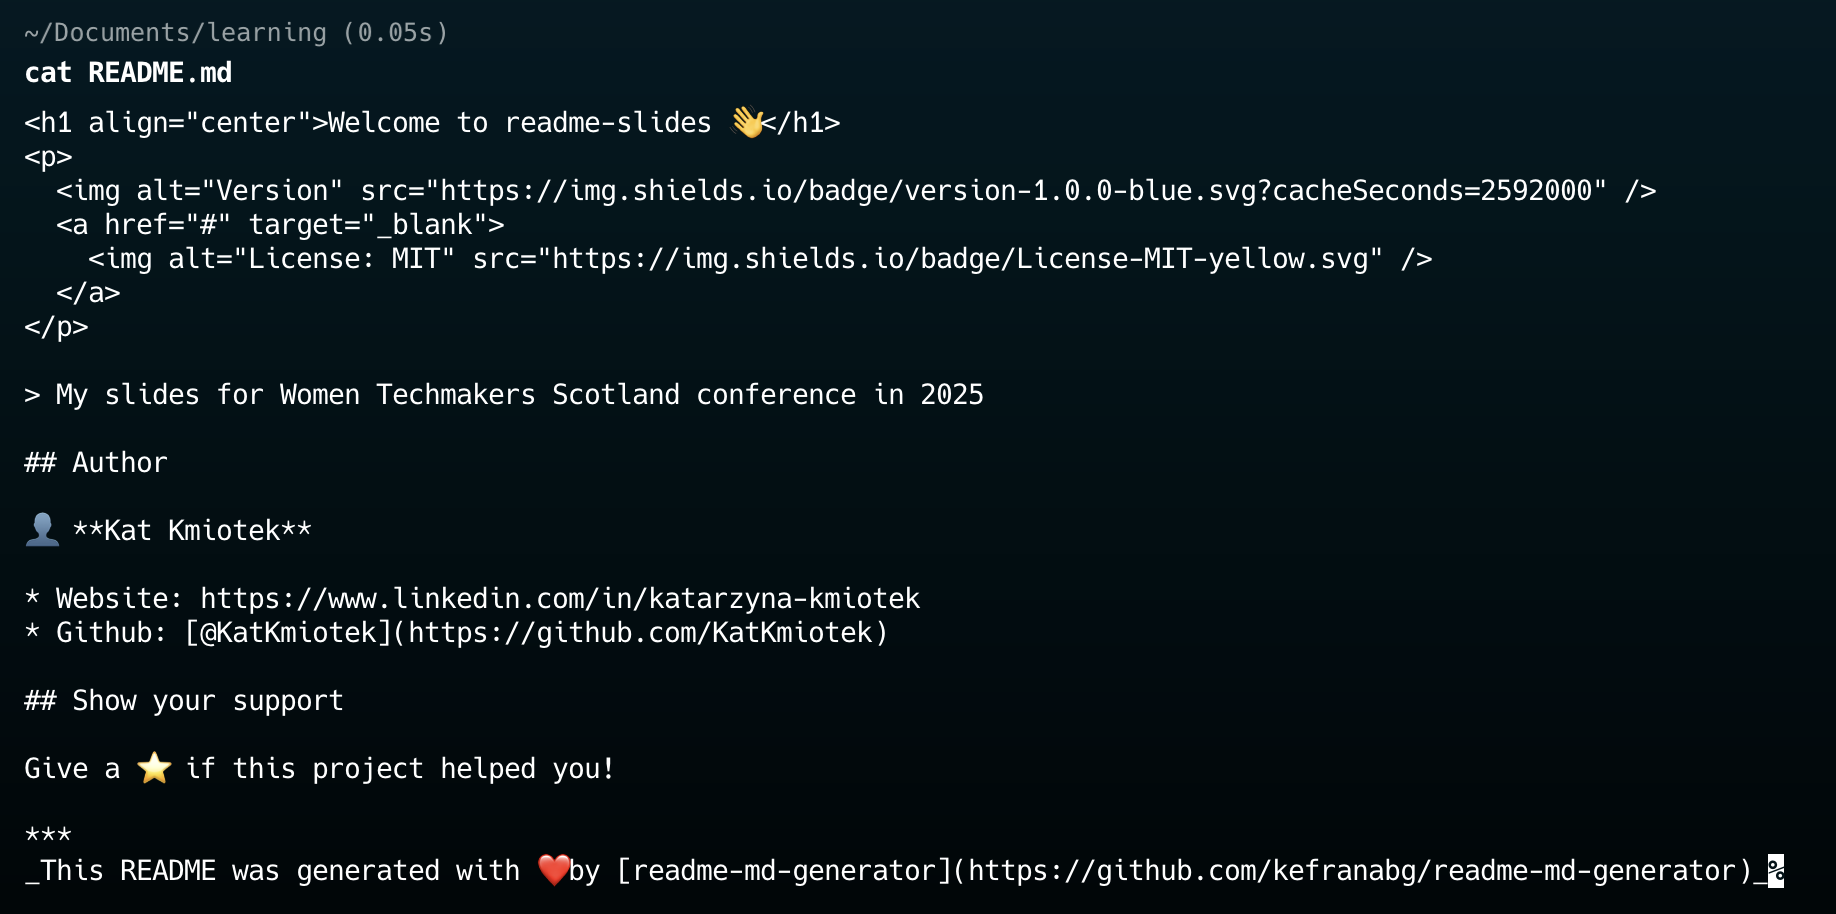 ~/Documents/learning (0.05s)
cat README.md
<h1 align="center">Welcome to readme-slides 👋</h1>
<p>
  <img alt="Version" src="https://img.shields.io/badge/version-1.0.0-blue.svg?cacheSeconds=2592000" />
  <a href="#" target="_blank">
    <img alt="License: MIT" src="https://img.shields.io/badge/License-MIT-yellow.svg" />
  </a>
</p>

> My slides for Women Techmakers Scotland conference in 2025

## Author

👤 **Kat Kmiotek**

* Website: https://www.linkedin.com/in/katarzyna-kmiotek
* Github: [@KatKmiotek](https://github.com/KatKmiotek)

## Show your support

Give a ⭐️ if this project helped you!

***
_This README was generated with ❤️by [readme-md-generator](https://github.com/kefranabg/readme-md-generator)_%